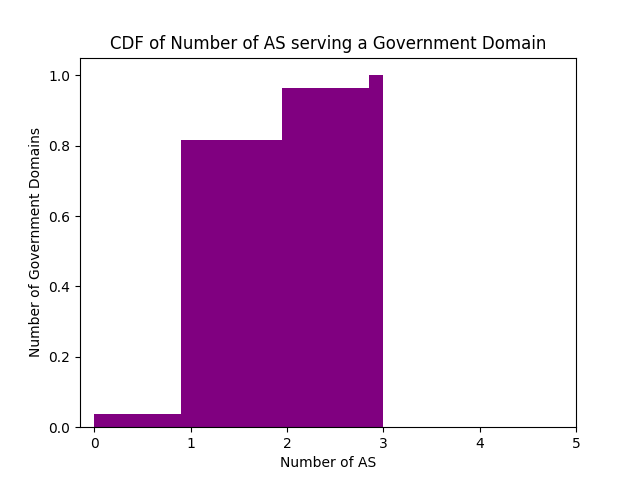 CDF of Number of AS serving a Government Domain
1.0
0.8
0.6
0.4
0.2
0.0
Number of Government Domains
0 1 2 3 4 5
Number of AS